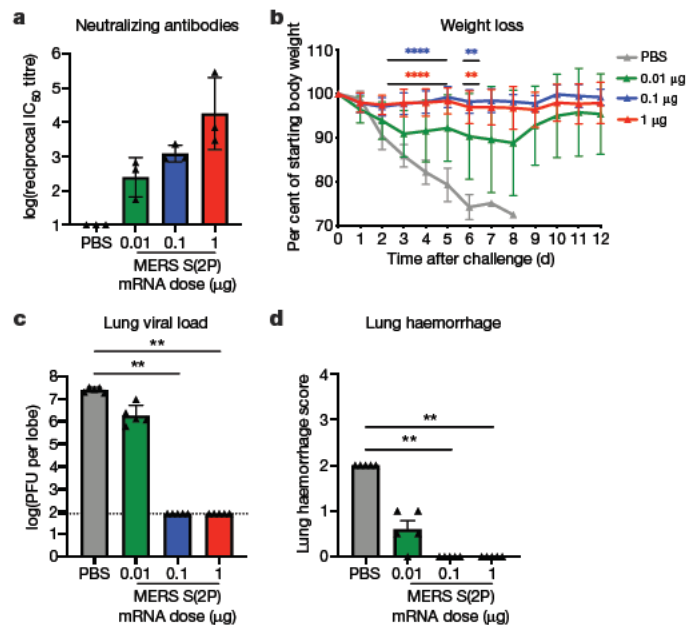 a
Neutralizing antibodies
log(reciprocal IC50 titre)
6
5
4
3
2
1
PBS 0.01 0.1 1
MERS S(2P)
mRNA dose (µg)
b
Weight loss
Per cent of starting body weight
110
100
90
80
70
**** **
**** **
0 1 2 3 4 5 6 7 8 9 10 11 12
Time after challenge (d)
PBS
0.01 µg
0.1 µg
1 µg
c
Lung viral load
log(PFU per lobe)
8
7
6
5
4
3
2
0
**
**
PBS 0.01 0.1 1
MERS S(2P)
mRNA dose (µg)
d
Lung haemorrhage
Lung haemorrhage score
4
3
2
1
0
**
**
PBS 0.01 0.1 1
MERS S(2P)
mRNA dose (µg)